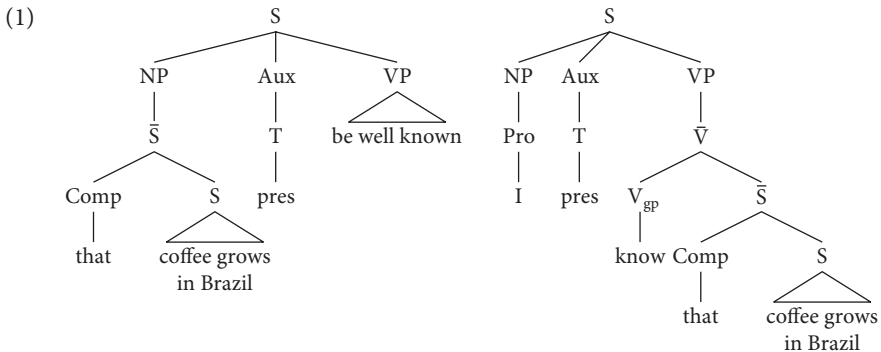 (1) S S
NP Aux VP NP Aux VP
S̄ T be well known Pro T V̄
Comp S pres I pres V_gp S̄
that coffee grows in Brazil know Comp S
that coffee grows in Brazil